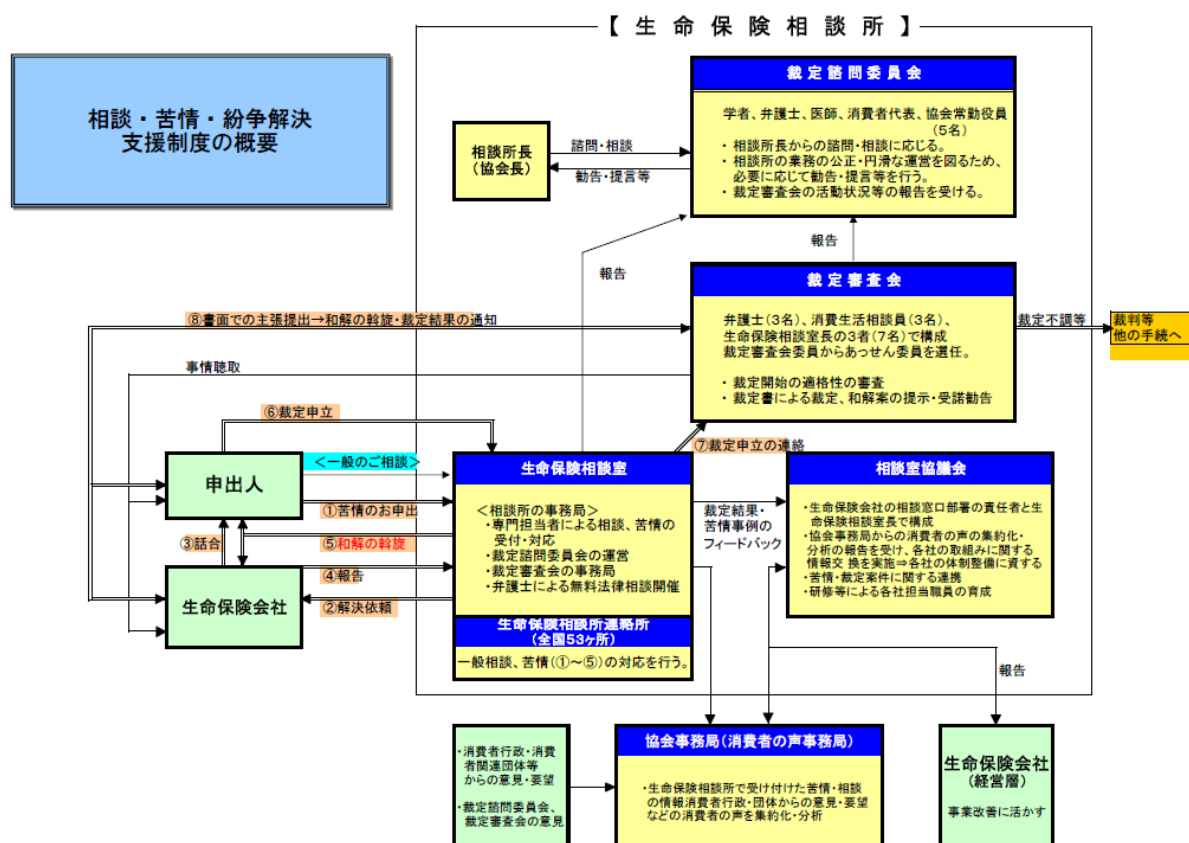 【 生 命 保 険 相 談 所 】
相談・苦情・紛争解決
支援制度の概要
裁定諮問委員会
学者、弁護士、医師、消費者代表、協会常勤役員
(5名)
・ 相談所長からの諮問・相談に応じる。
・ 相談所の業務の公正・円滑な運営を図るため、
必要に応じて勧告・提言等を行う。
・ 裁定審査会の活動状況等の報告を受ける。
相談所長
(協会長)
諮問・相談
勧告・提言等
報告
報告
裁定審査会
弁護士(3名)、消費生活相談員(3名)、
生命保険相談室長の3者(7名)で構成
裁定審査会委員からあっせん委員を選任。
・ 裁定開始の適格性の審査
・ 裁定書による裁定、和解案の提示・受諾勧告
裁定不調等
裁判等
他の手続へ
⑧書面での主張提出→和解の斡旋・裁定結果の通知
事情聴取
⑥裁定申立
⑦裁定申立の連絡
<一般のご相談>
申出人
①苦情のお申出
③話合
⑤和解の斡旋
④報告
②解決依頼
生命保険会社
生命保険相談室
<相談所の事務局>
・専門担当者による相談、苦情の
受付・対応
・裁定諮問委員会の運営
・裁定審査会の事務局
・弁護士による無料法律相談開催
生命保険相談所連絡所
(全国53ヶ所)
一般相談、苦情(①~⑤)の対応を行う。
裁定結果・
苦情事例の
フィードバック
相談室協議会
・生命保険会社の相談窓口部署の責任者と生
命保険相談室長で構成
・協会事務局からの消費者の声の集約化・
分析の報告を受け、各社の取組みに関する
情報交 換を実施⇒各社の体制整備に資する
・苦情・裁定案件に関する連携
・研修等による各社担当職員の育成
報告
・消費者行政・消費
者関連団体等
からの意見・要望
・裁定諮問委員会、
裁定審査会の意見
協会事務局(消費者の声事務局)
・生命保険相談所で受け付けた苦情・相談
の情報消費者行政・団体からの意見・要望
などの消費者の声を集約化・分析
生命保険会社
(経営層)
事業改善に活かす